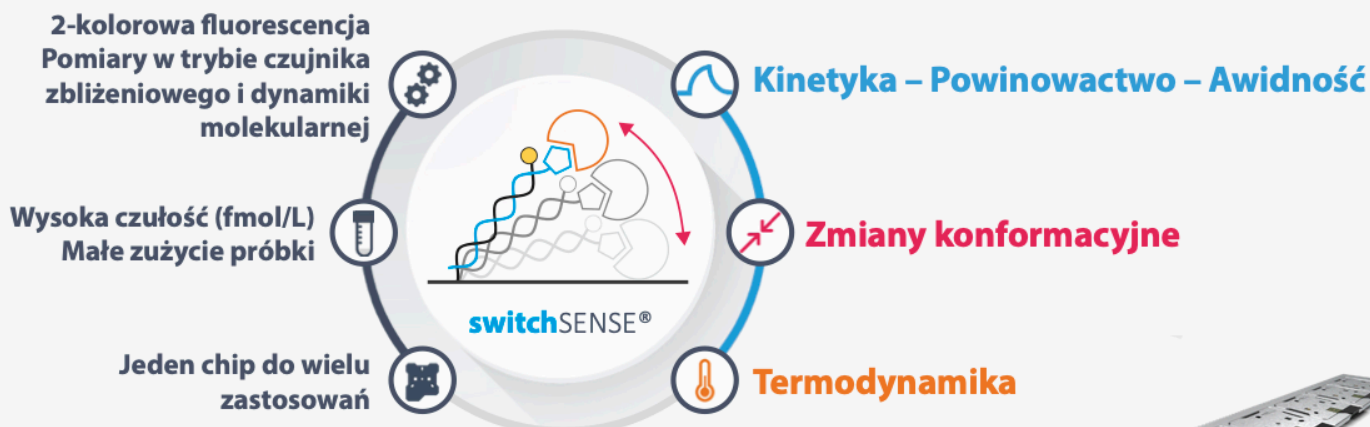 2-kolorowa fluorescencja
Pomiary w trybie czujnika
zbliżeniowego i dynamiki
molekularnej
Kinetyka – Powinowactwo – Awidność
Wysoka czułość (fmol/L)
Małe zużycie próbki
Zmiany konformacyjne
switchSENSE®
Jeden chip do wielu
zastosowań
Termodynamika